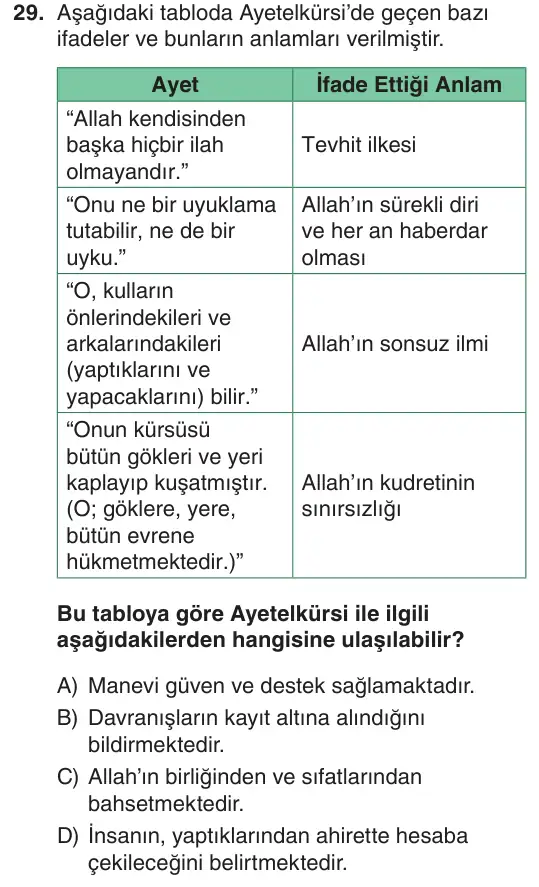 29. Aşağıdaki tabloda Ayetelkürsi’de geçen bazı
ifadeler ve bunların anlamları verilmiştir.
Ayet
İfade Ettiği Anlam
“Allah kendisinden
başka hiçbir ilah
olmayandır.”
Tevhit ilkesi
“Onu ne bir uyuklama
tutabilir, ne de bir
uyku.”
Allah’ın sürekli diri
ve her an haberdar
olması
“O, kulların
önlerindekileri ve
arkalarındakileri
(yaptıklarını ve
yapacaklarını) bilir.”
Allah’ın sonsuz ilmi
“Onun kürsüsü
bütün gökleri ve yeri
kaplayıp kuşatmıştır.
(O; göklere, yere,
bütün evrene
hükmetmektedir.)”
Allah’ın kudretinin
sınırsızlığı
Bu tabloya göre Ayetelkürsi ile ilgili
aşağıdakilerden hangisine ulaşılabilir?
A) Manevi güven ve destek sağlamaktadır.
B) Davranışların kayıt altına alındığını
bildirmektedir.
C) Allah’ın birliğinden ve sıfatlarından
bahsetmektedir.
D) İnsanın, yaptıklarından ahirette hesaba
çekileceğini belirtmektedir.